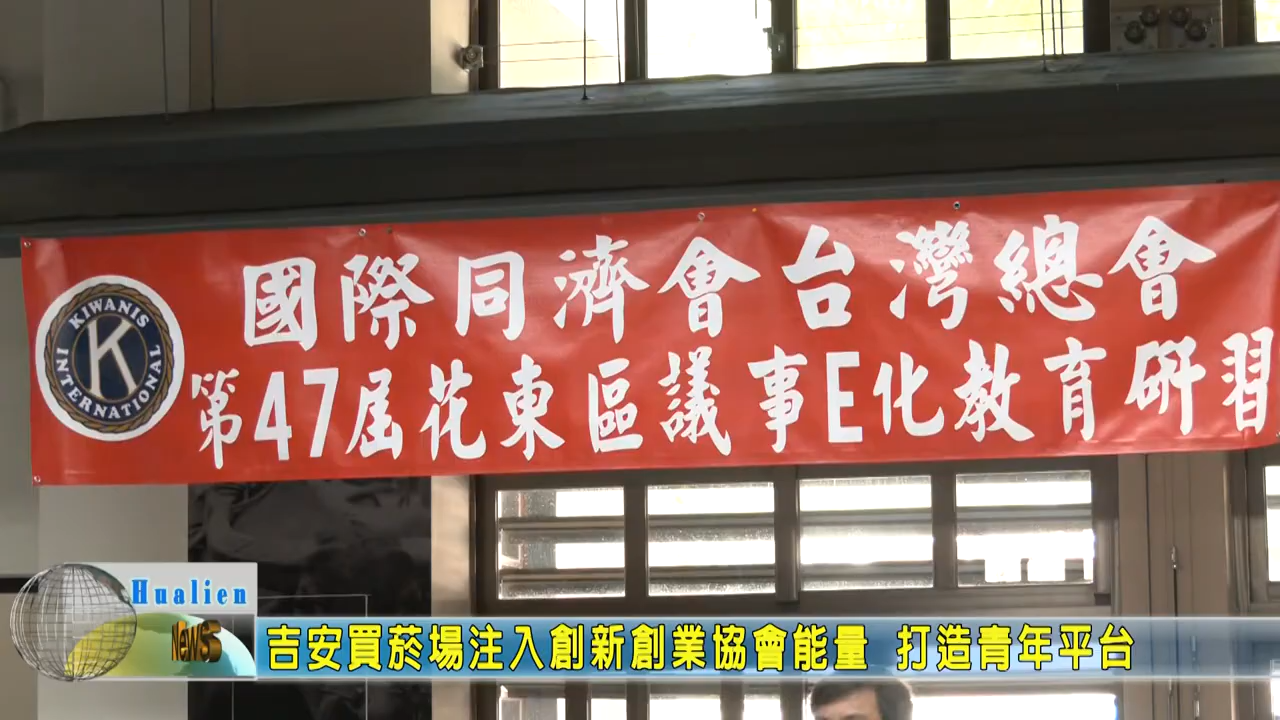 國際同濟會台灣總會
KIWANIS
K
INTERNATIONAL
第47屆花東區議事E化教育研習
Hualien
News
吉安買菸場注入創新創業協會能量 打造青年平台